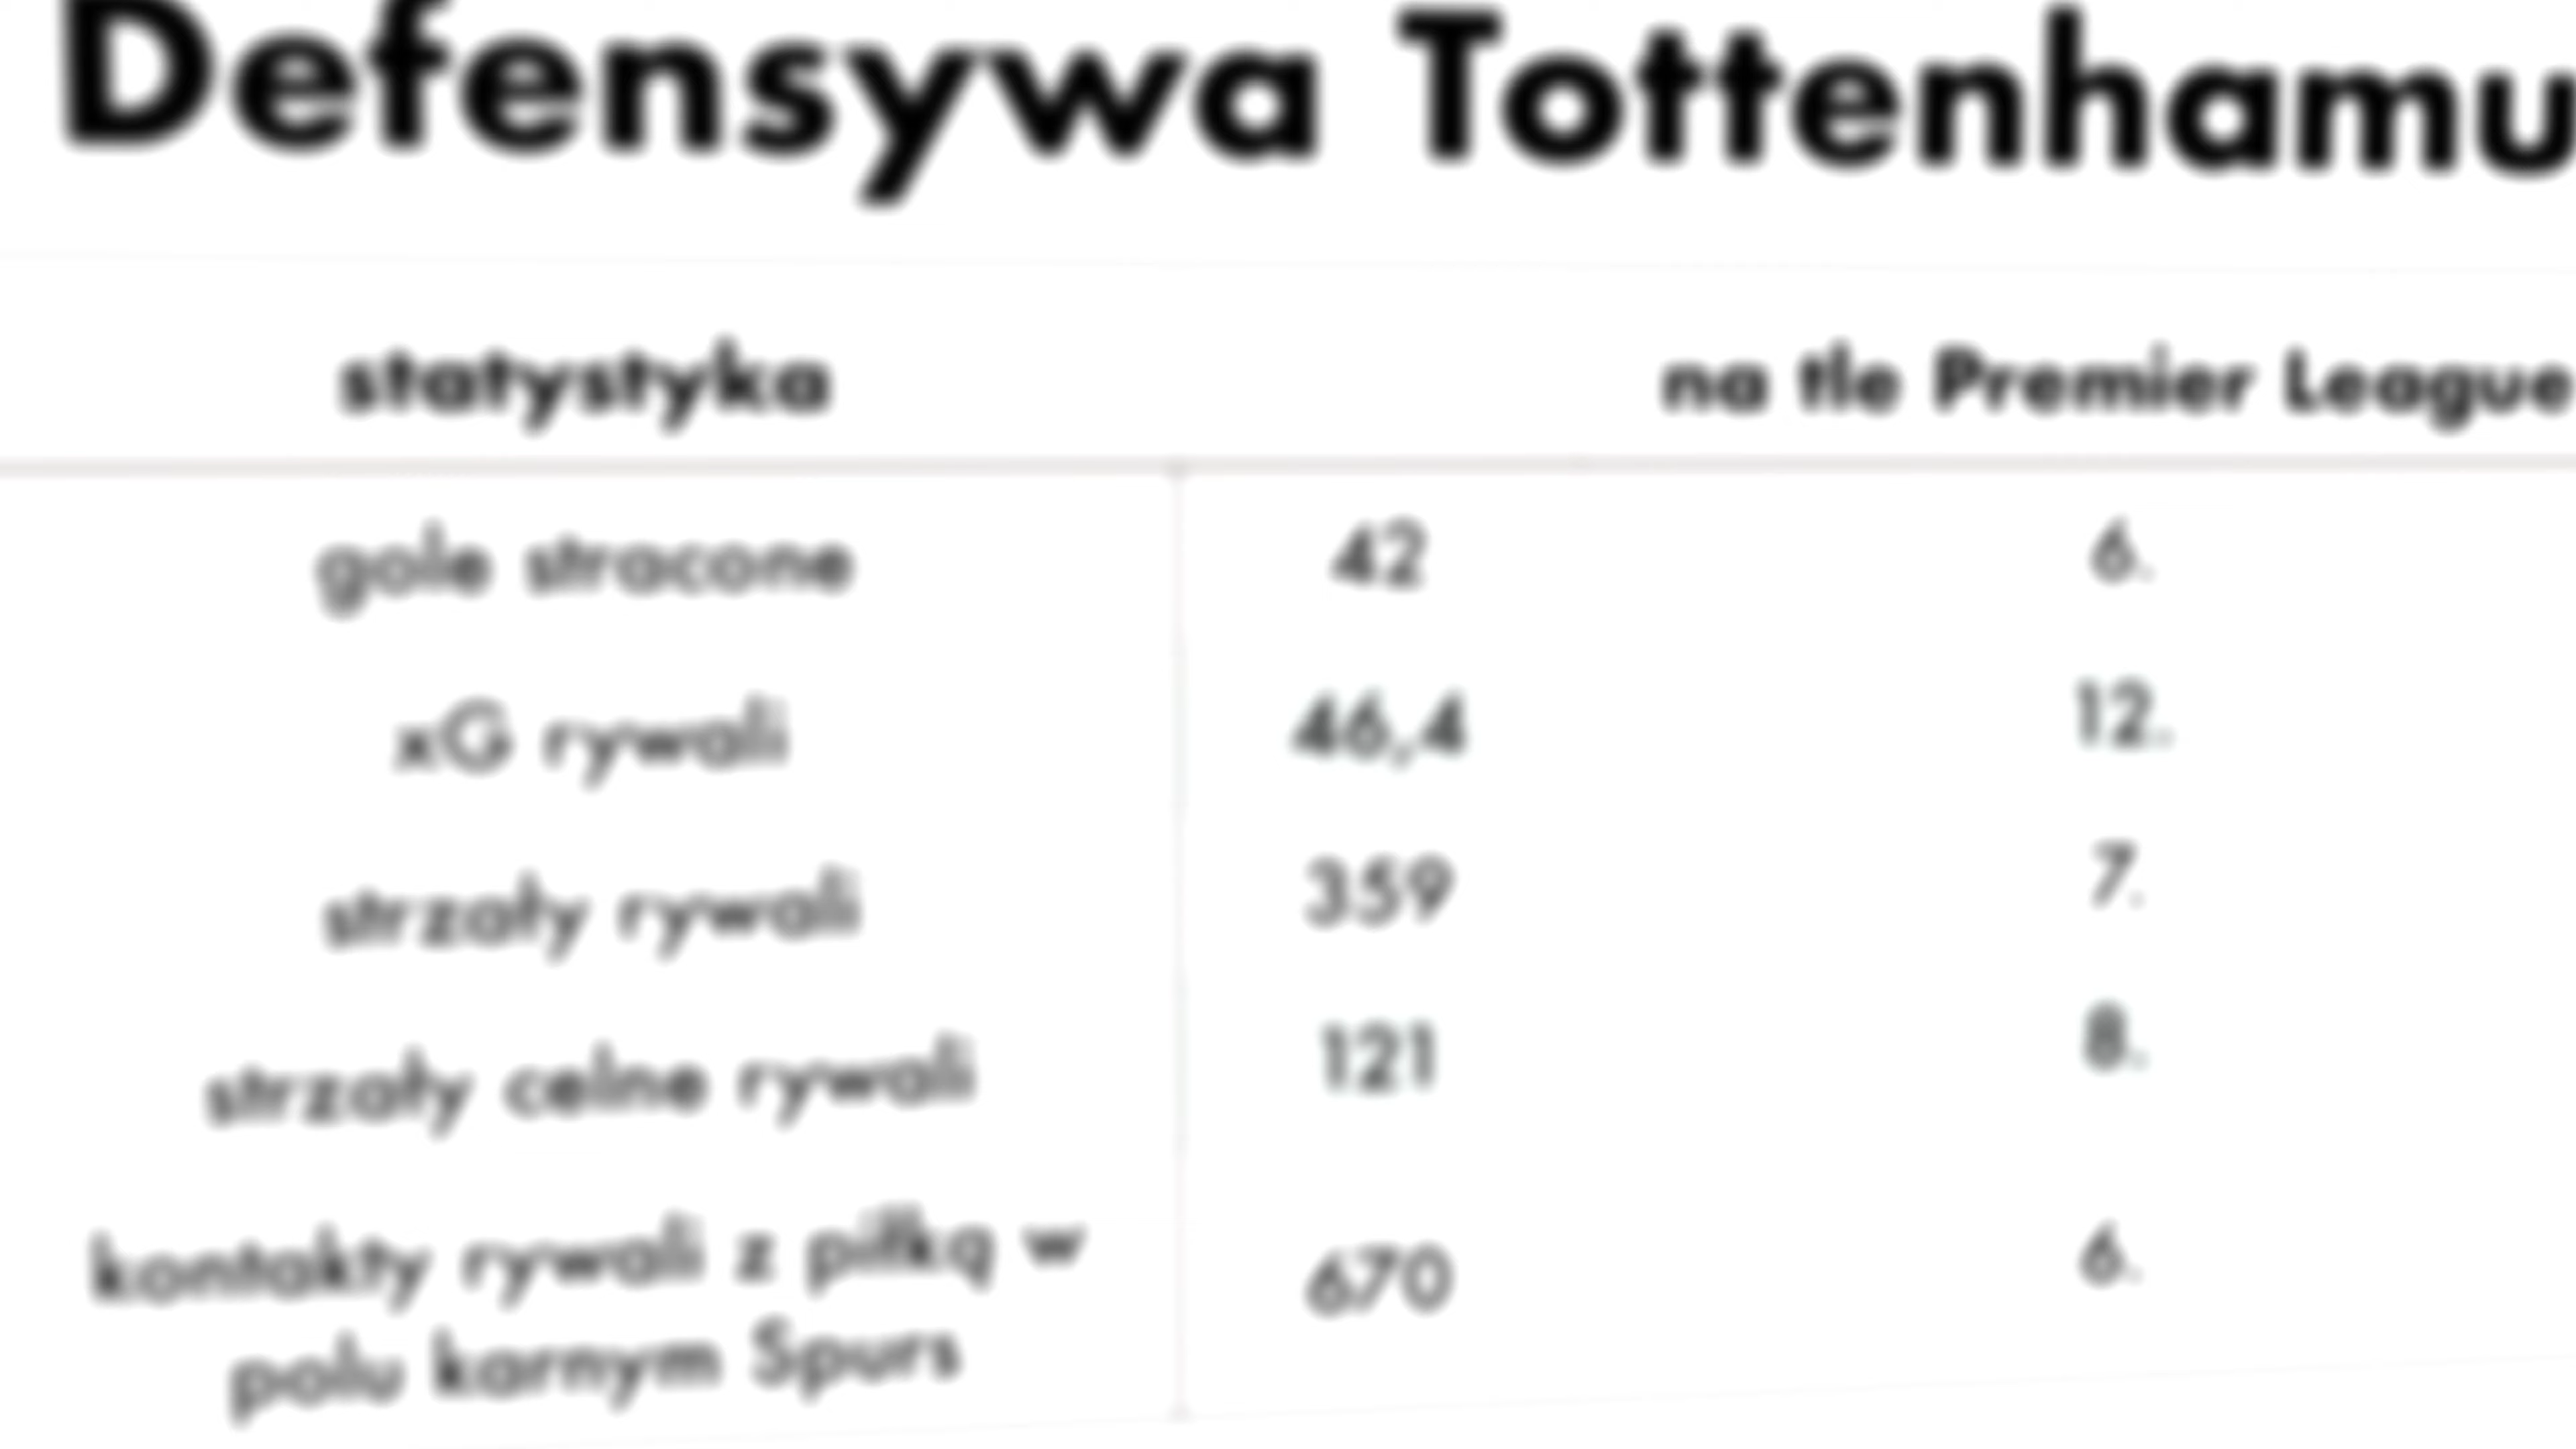 Defensywa Tottenhamu
statystyka na tle Premier League
gole stracone 42 6.
xG rywali 46,4 12.
strzały rywali 359 7.
strzały celne rywali 121 8.
kontakty rywali z piłką w
polu karnym Spurs 670 6.